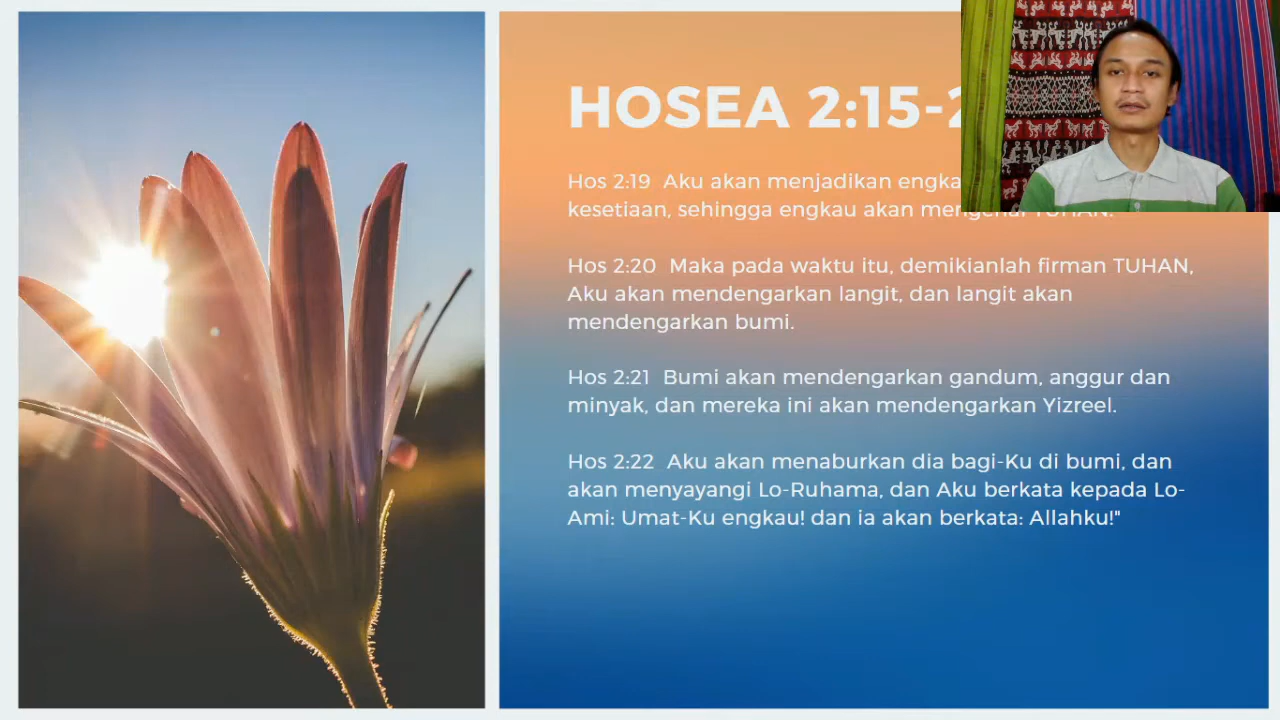 HOSEA 2:15-
Hos 2:19 Aku akan menjadikan
kesetiaan, sehingga engkau akan mengenal TUHAN.
Hos 2:20 Maka pada waktu itu, demikianlah firman TUHAN,
Aku akan mendengarkan langit, dan langit akan
mendengarkan bumi.
Hos 2:21 Bumi akan mendengarkan gandum, anggur dan
minyak, dan mereka ini akan mendengarkan Yizreel.
Hos 2:22 Aku akan menaburkan dia bagi-Ku di bumi, dan
akan menyayangi Lo-Ruhama, dan Aku berkata kepada Lo-
Ami: Umat-Ku engkau! dan ia akan berkata: Allahku!"